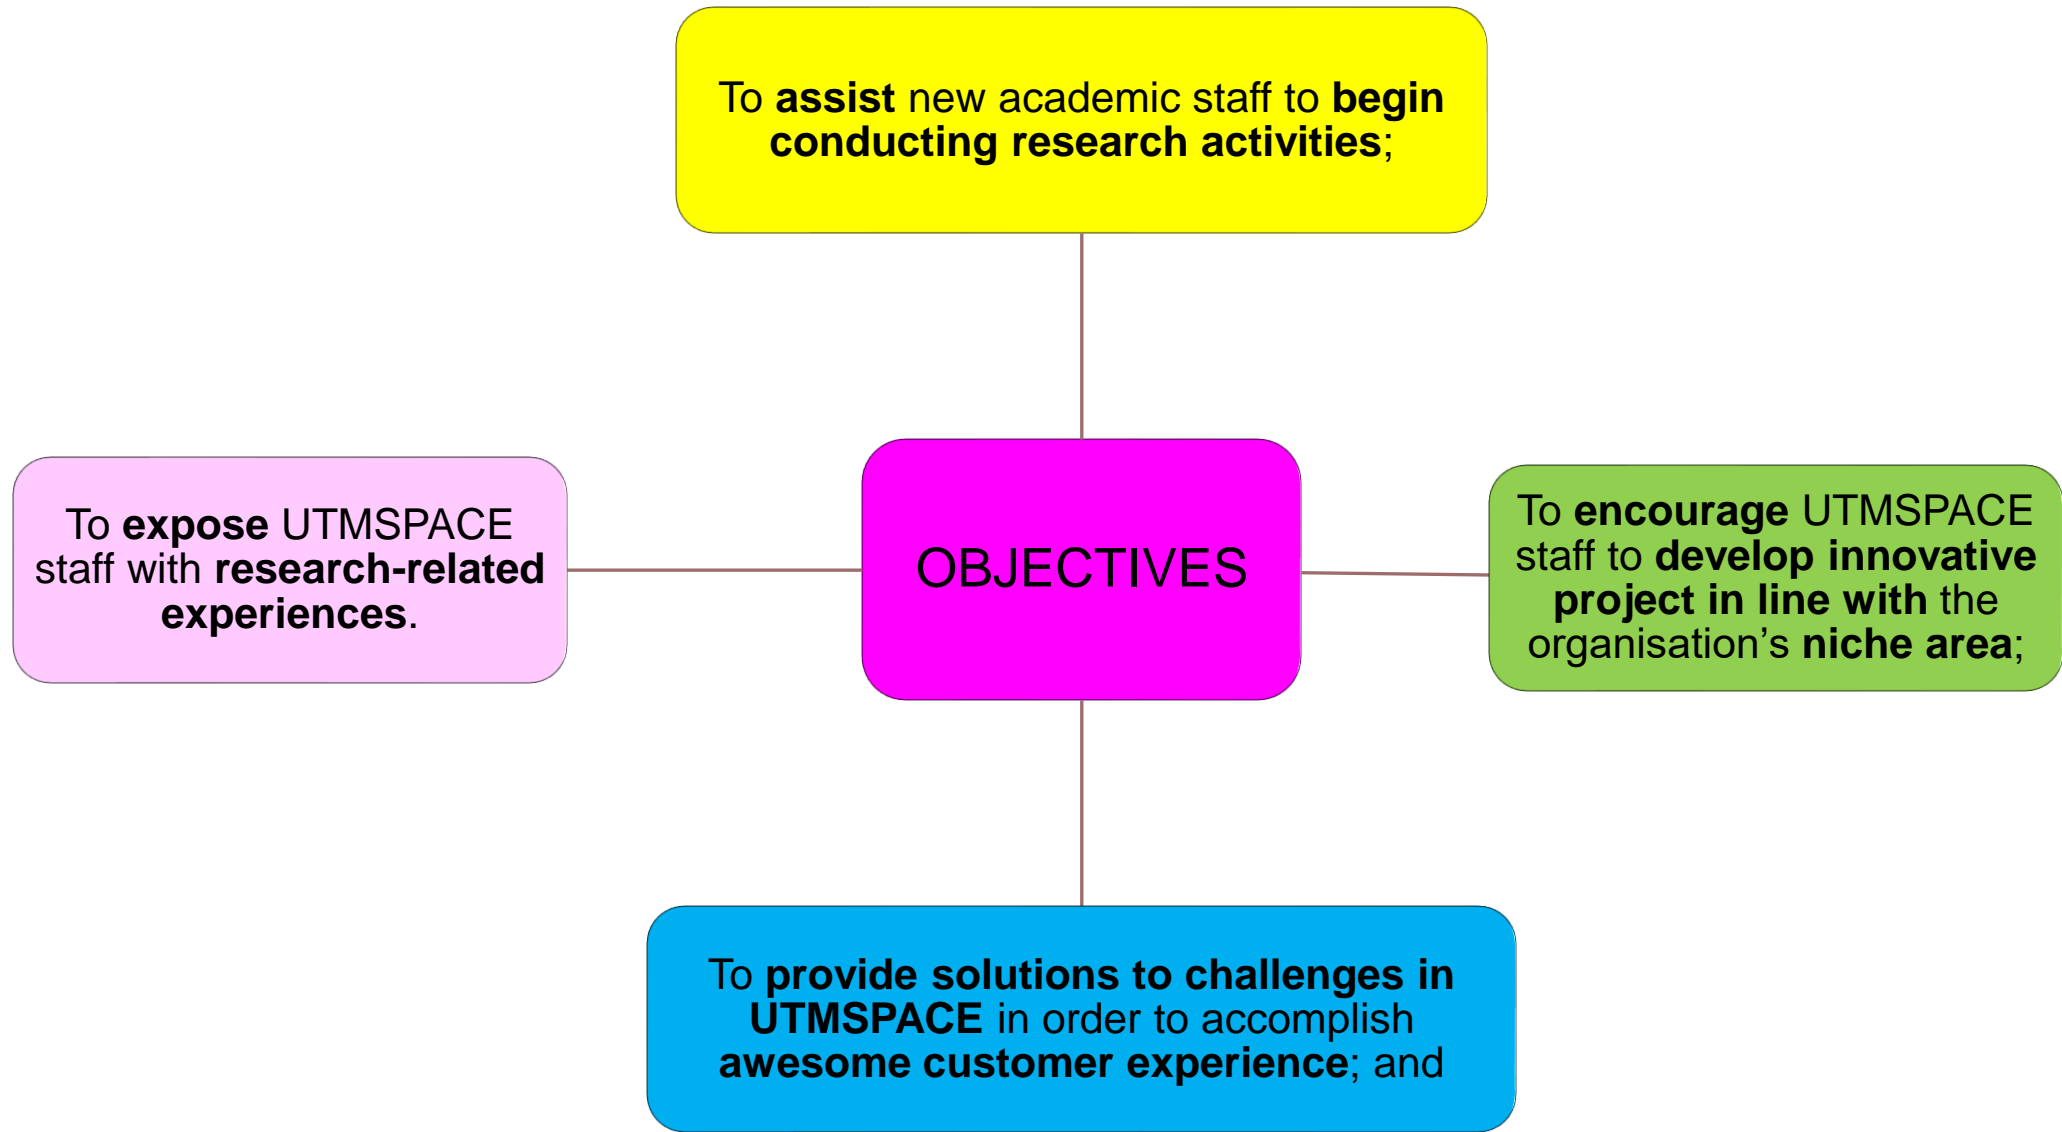 To assist new academic staff to begin
conducting research activities;
To expose UTMSPACE
staff with research-related
experiences.
OBJECTIVES
To encourage UTMSPACE
staff to develop innovative
project in line with the
organisation’s niche area;
To provide solutions to challenges in
UTMSPACE in order to accomplish
awesome customer experience; and